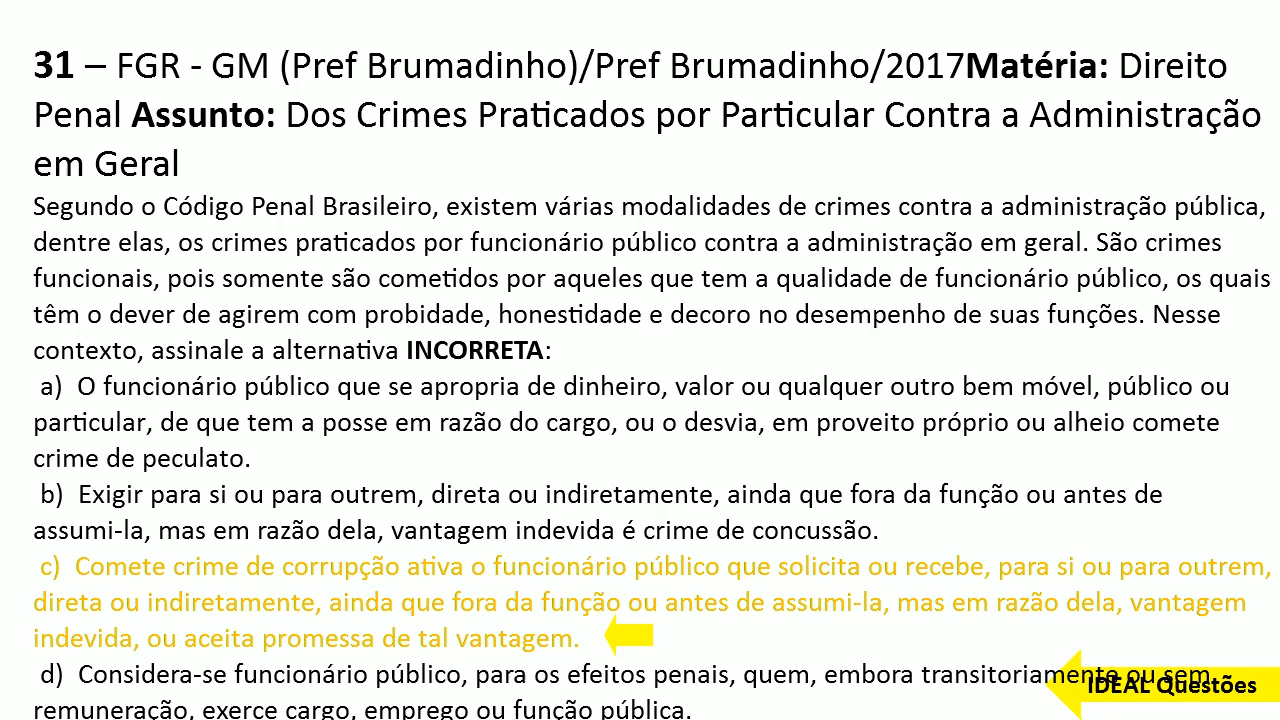 31 – FGR - GM (Pref Brumadinho)/Pref Brumadinho/2017Matéria: Direito
Penal Assunto: Dos Crimes Praticados por Particular Contra a Administração
em Geral
Segundo o Código Penal Brasileiro, existem várias modalidades de crimes contra a administração pública,
dentre elas, os crimes praticados por funcionário público contra a administração em geral. São crimes
funcionais, pois somente são cometidos por aqueles que tem a qualidade de funcionário público, os quais
têm o dever de agirem com probidade, honestidade e decoro no desempenho de suas funções. Nesse
contexto, assinale a alternativa INCORRETA:
a) O funcionário público que se apropria de dinheiro, valor ou qualquer outro bem móvel, público ou
particular, de que tem a posse em razão do cargo, ou o desvia, em proveito próprio ou alheio comete
crime de peculato.
b) Exigir para si ou para outrem, direta ou indiretamente, ainda que fora da função ou antes de
assumi-la, mas em razão dela, vantagem indevida é crime de concussão.
c) Comete crime de corrupção ativa o funcionário público que solicita ou recebe, para si ou para outrem,
direta ou indiretamente, ainda que fora da função ou antes de assumi-la, mas em razão dela, vantagem
indevida, ou aceita promessa de tal vantagem.
d) Considera-se funcionário público, para os efeitos penais, quem, embora transitoriamente ou sem
IDEAL Questões
remuneração, exerce cargo, emprego ou função pública.